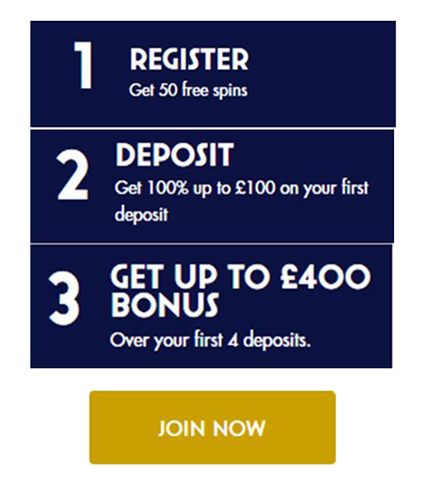 1
REGISTER
Get 50 free spins
2
DEPOSIT
Get 100% up to £100 on your first
deposit
3
GET UP TO £400
BONUS
Over your first 4 deposits.
JOIN NOW